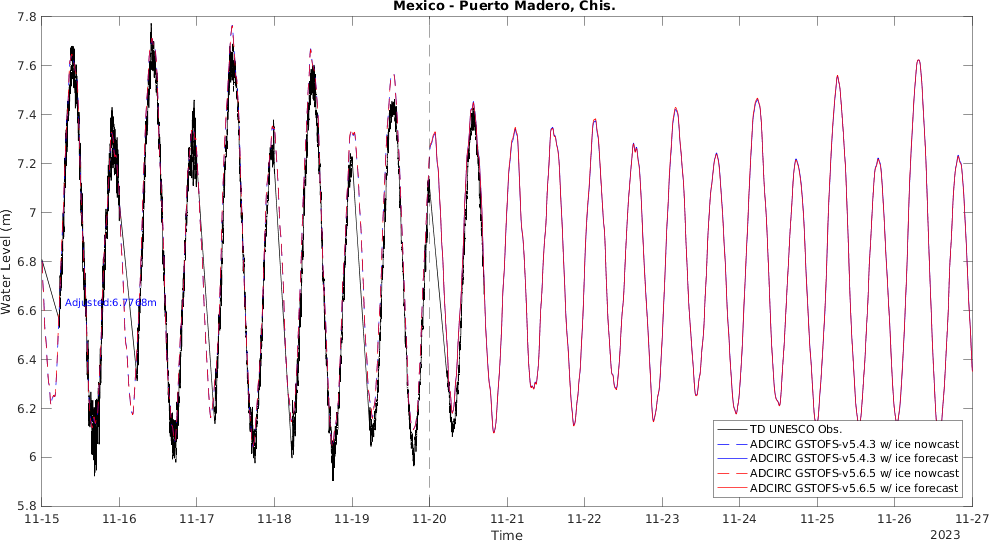 Mexico - Puerto Madero, Chis.
7.8
7.6
7.4
7.2
7
6.8
6.6
6.4
6.2
6
5.8
Water Level (m)
Adjusted:6.7768m
TD UNESCO Obs.
ADCIRC GSTOFS-v5.4.3 w/ ice nowcast
ADCIRC GSTOFS-v5.4.3 w/ ice forecast
ADCIRC GSTOFS-v5.6.5 w/ ice nowcast
ADCIRC GSTOFS-v5.6.5 w/ ice forecast
11-15 11-16 11-17 11-18 11-19 11-20 11-21 11-22 11-23 11-24 11-25 11-26 11-27
Time
2023